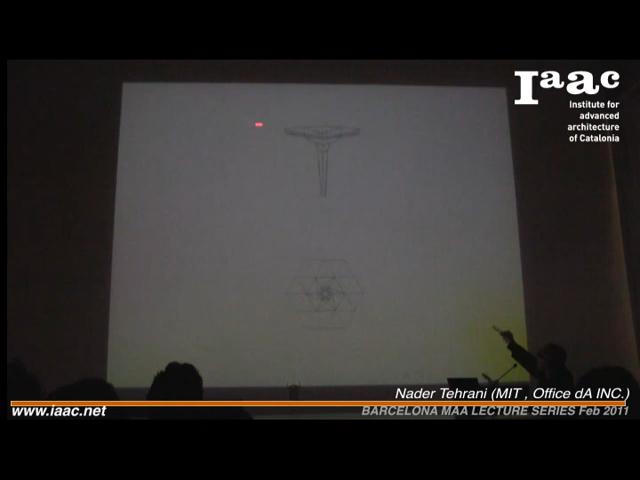 Iaac
Institute for
advanced
architecture
of Catalonia
Nader Tehrani (MIT , Office dA INC.)
www.iaac.net
BARCELONA MAA LECTURE SERIES Feb 2011